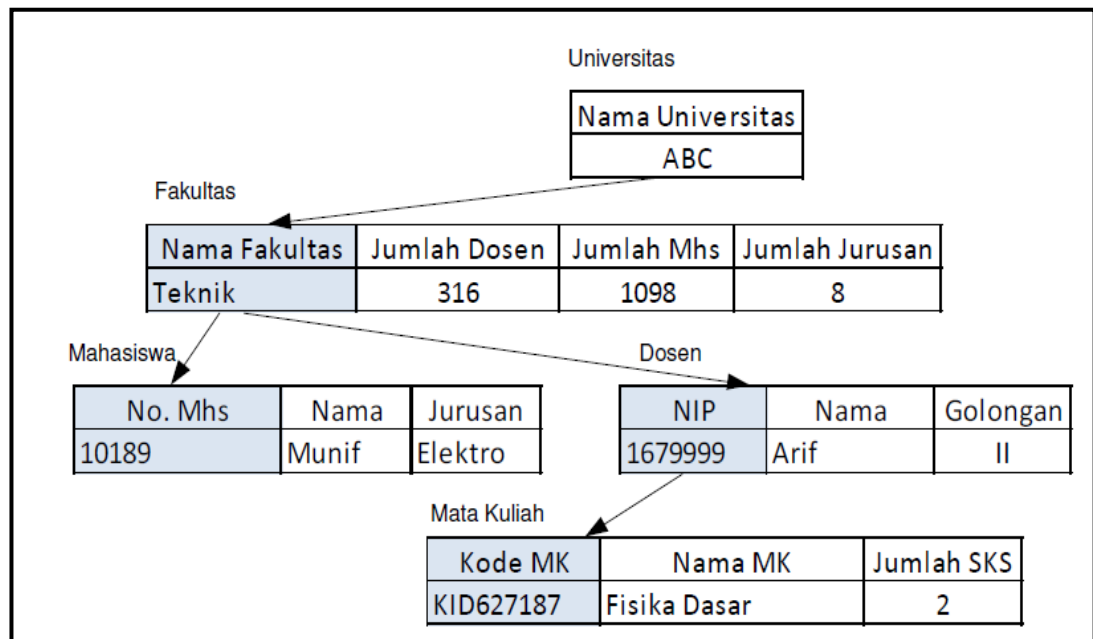 Universitas
Nama Universitas
ABC
Fakultas
Nama Fakultas Jumlah Dosen Jumlah Mhs Jumlah Jurusan
Teknik 316 1098 8
Mahasiswa Dosen
No. Mhs Nama Jurusan NIP Nama Golongan
10189 Munif Elektro 1679999 Arif II
Mata Kuliah
Kode MK Nama MK Jumlah SKS
KID627187 Fisika Dasar 2